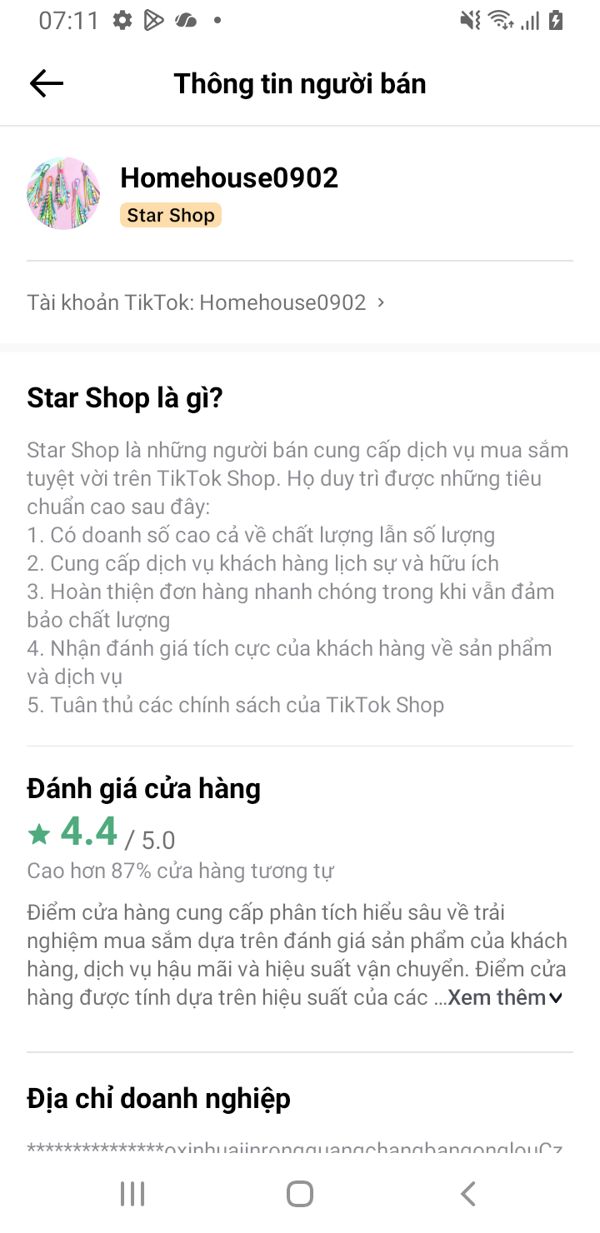 07:11
Thông tin người bán
Homehouse0902
Star Shop
Tài khoản TikTok: Homehouse0902 >
Star Shop là gì?
Star Shop là những người bán cung cấp dịch vụ mua sắm
tuyệt vời trên TikTok Shop. Họ duy trì được những tiêu
chuẩn cao sau đây:
1. Có doanh số cao cả về chất lượng lẫn số lượng
2. Cung cấp dịch vụ khách hàng lịch sự và hữu ích
3. Hoàn thiện đơn hàng nhanh chóng trong khi vẫn đảm
bảo chất lượng
4. Nhận đánh giá tích cực của khách hàng về sản phẩm
và dịch vụ
5. Tuân thủ các chính sách của TikTok Shop
Đánh giá cửa hàng
4.4 / 5.0
Cao hơn 87% cửa hàng tương tự
Điểm cửa hàng cung cấp phân tích hiểu sâu về trải
nghiệm mua sắm dựa trên đánh giá sản phẩm của khách
hàng, dịch vụ hậu mãi và hiệu suất vận chuyển. Điểm cửa
hàng được tính dựa trên hiệu suất của các ...Xem thêm
Địa chỉ doanh nghiệp
***************oxinhuajinrongguangchangbangonglouCz